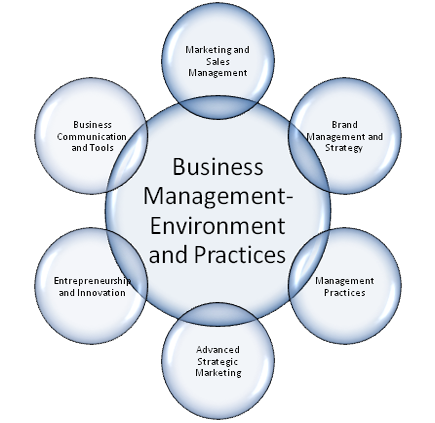 Marketing and
Sales
Management
Business
Communication
and Tools
Brand
Management and
Strategy
Business
Management-
Environment
and Practices
Entrepreneurship
and Innovation
Management
Practices
Advanced
Strategic
Marketing